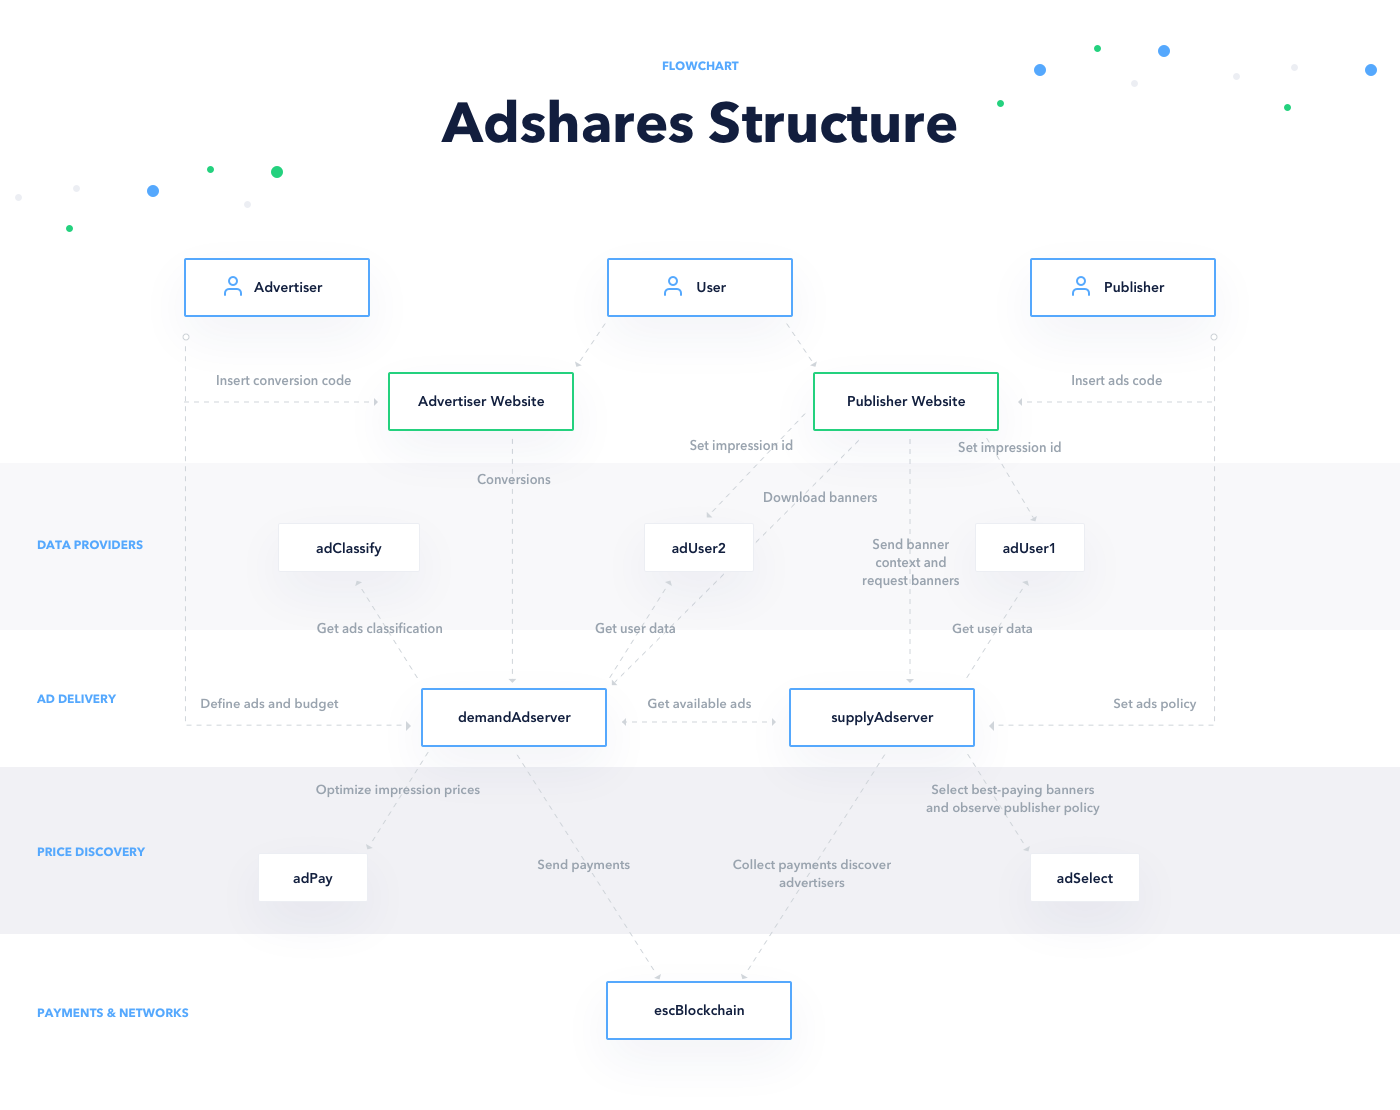 FLOWCHART
Adshares Structure
Advertiser
User
Publisher
Insert conversion code
Advertiser Website
Publisher Website
Insert ads code
Set impression id
Set impression id
Conversions
Download banners
DATA PROVIDERS
adClassify
adUser2
Send banner
context and
request banners
adUser1
Get ads classification
Get user data
Get user data
AD DELIVERY
Define ads and budget
demandAdserver
Get available ads
supplyAdserver
Set ads policy
Optimize impression prices
Select best-paying banners
and observe publisher policy
PRICE DISCOVERY
adPay
Send payments
Collect payments discover
advertisers
adSelect
PAYMENTS & NETWORKS
escBlockchain